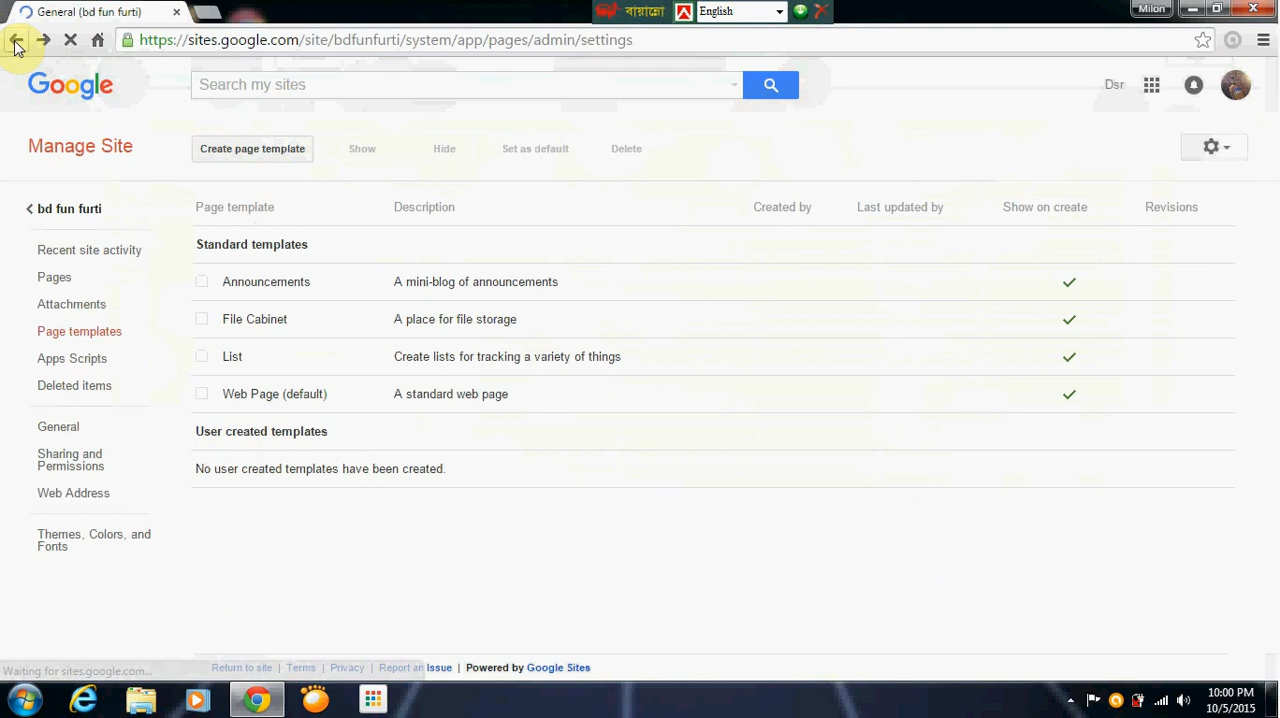 General (bd fun furti)
বায়ান্নো
English
Milon
https://sites.google.com/site/bdfunfurti/system/app/pages/admin/settings
Google
Search my sites
Dsr
Manage Site
Create page template
Show
Hide
Set as default
Delete
bd fun furti
Page template
Description
Created by
Last updated by
Show on create
Revisions
Standard templates
Recent site activity
Pages
Announcements
A mini-blog of announcements
Attachments
File Cabinet
A place for file storage
Page templates
Apps Scripts
List
Create lists for tracking a variety of things
Deleted items
Web Page (default)
A standard web page
General
User created templates
Sharing and
Permissions
No user created templates have been created.
Web Address
Themes, Colors, and
Fonts
Waiting for sites.google.com...
Return to site | Terms | Privacy | Report an Issue | Powered by Google Sites
10:00 PM
10/5/2015